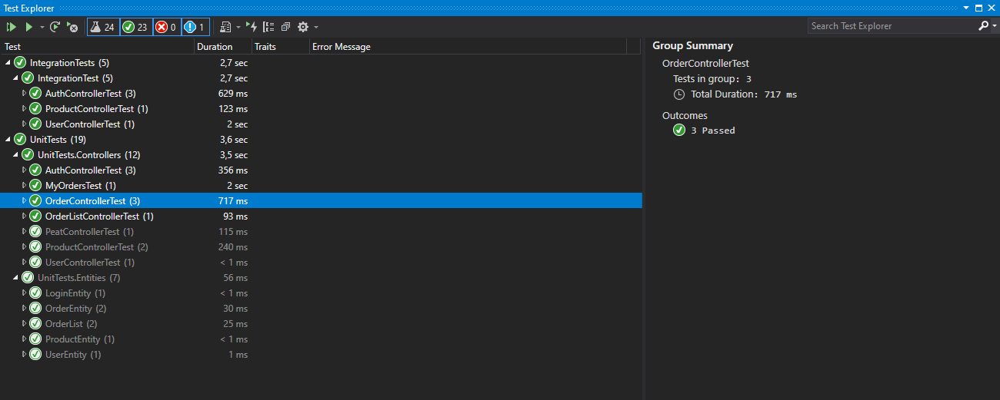 Test Explorer
24 23 0 1
Search Test Explorer
Test Duration Traits Error Message
IntegrationTests (5) 2,7 sec
IntegrationTest (5) 2,7 sec
AuthControllerTest (3) 629 ms
ProductControllerTest (1) 123 ms
UserControllerTest (1) 2 sec
UnitTests (19) 3,6 sec
UnitTests.Controllers (12) 3,5 sec
AuthControllerTest (3) 356 ms
MyOrdersTest (1) 2 sec
OrderControllerTest (3) 717 ms
OrderListControllerTest (1) 93 ms
PeatControllerTest (1) 115 ms
ProductControllerTest (2) 240 ms
UserControllerTest (1) < 1 ms
UnitTests.Entities (7) 56 ms
LoginEntity (1) < 1 ms
OrderEntity (2) 30 ms
OrderList (2) 25 ms
ProductEntity (1) < 1 ms
UserEntity (1) 1 ms
Group Summary
OrderControllerTest
Tests in group: 3
Total Duration: 717 ms
Outcomes
3 Passed